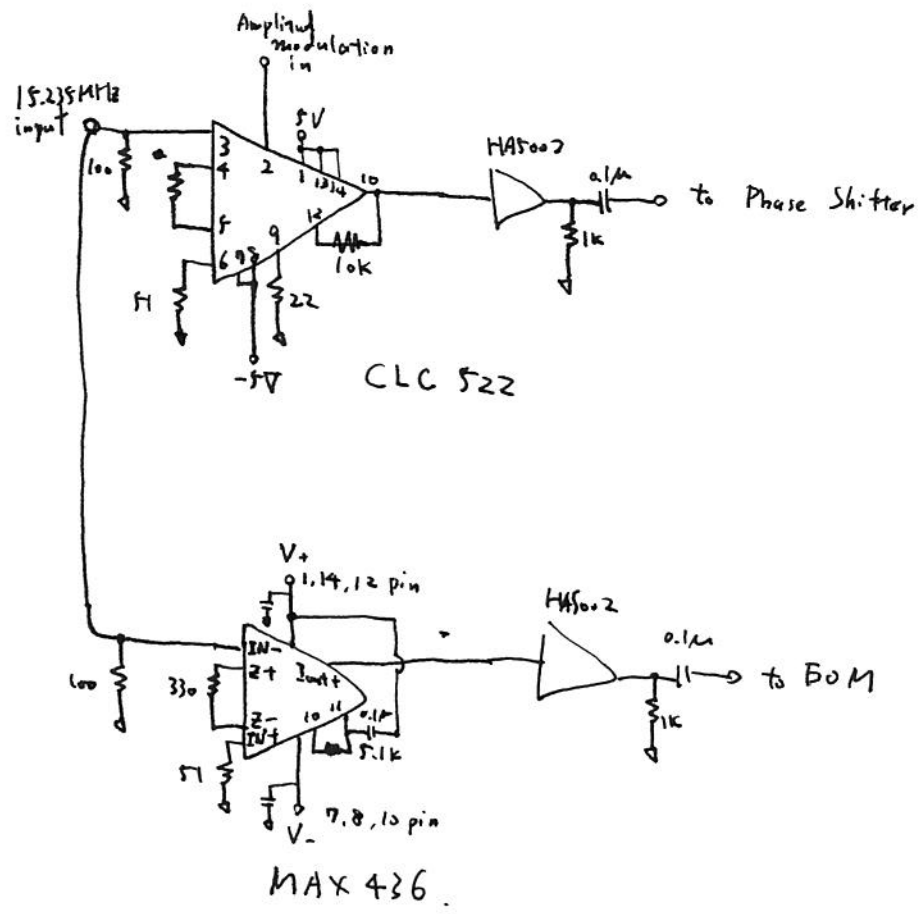 Amplitud
modulation
in
15.235MHz
input
5V
HA5002
100
3
4
5
6
2
1
13
14
10
12
9
7
8
10K
22
51
-5V
0.1μ
1K
to Phase Shifter
CLC 522
V+
1, 14, 12 pin
HA5002
100
IN-
Z+
Iout+
330
Z-
IN+
10
11
0.1μ
5.1K
51
0.1μ
1K
to EOM
7, 8, 10 pin
V-
MAX 436.